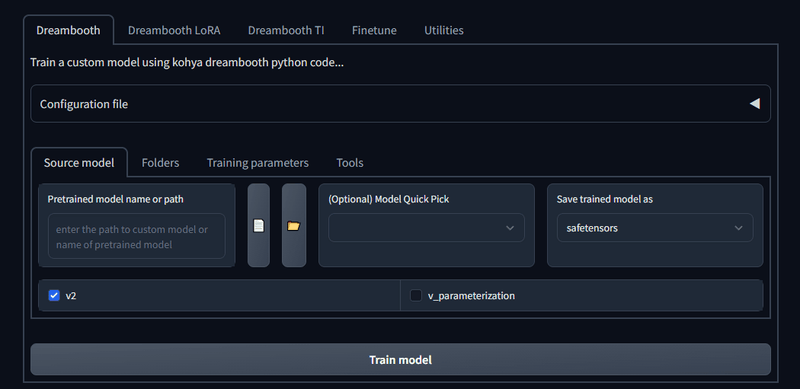 Dreambooth Dreambooth LoRA Dreambooth TI Finetune Utilities
Train a custom model using kohya dreambooth python code...
Configuration file
Source model Folders Training parameters Tools
Pretrained model name or path (Optional) Model Quick Pick Save trained model as
enter the path to custom model or
name of pretrained model
safetensors
v2 v_parameterization
Train model